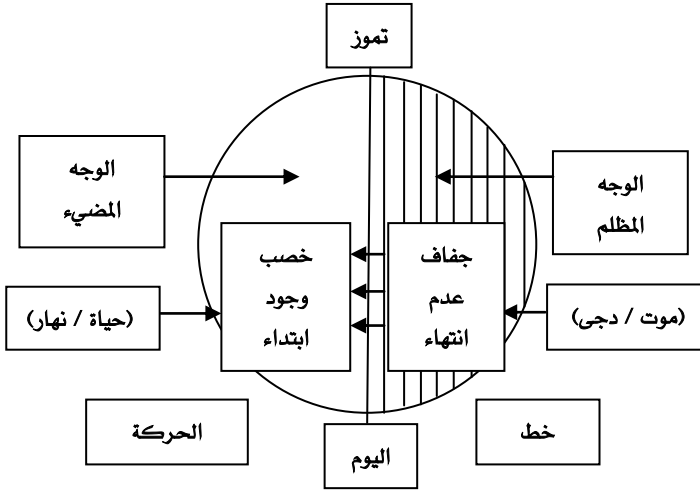 تموز
الوجه
المظلم
الوجه
المضيء
جفاف
عدم
انتهاء
خصب
وجود
ابتداء
(موت / دجى)
(حياة / نهار)
خط
الحركة
اليوم